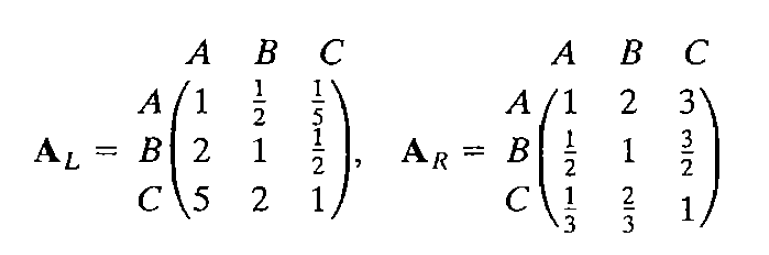 A B C A B C
A 1 1/2 1/5 A 1 2 3
A_L = B 2 1 1/2 , A_R = B 1/2 1 3/2
C 5 2 1 C 1/3 2/3 1